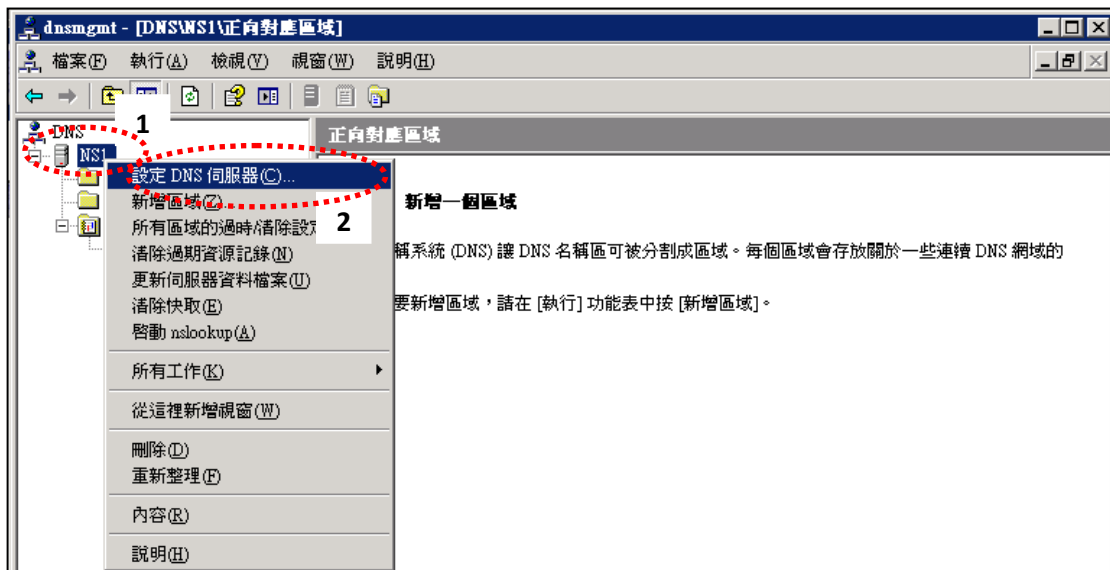 dnsmgmt - [DNS\NS1\正向對應區域]
檔案(F) 執行(A) 檢視(V) 視窗(W) 說明(H)
DNS
1
正向對應區域
NS1
設定 DNS 伺服器(C)...
新增區域(Z)...
2
新增一個區域
所有區域的過時/清除設定
稱系統 (DNS) 讓 DNS 名稱區可被分割成區域。每個區域會存放關於一些連續 DNS 網域的
清除過期資源記錄(N)
更新伺服器資料檔案(U)
要新增區域，請在 [執行] 功能表中按 [新增區域]。
清除快取(E)
啓動 nslookup(A)
所有工作(K)
從這裡新增視窗(W)
刪除(D)
重新整理(F)
內容(R)
說明(H)